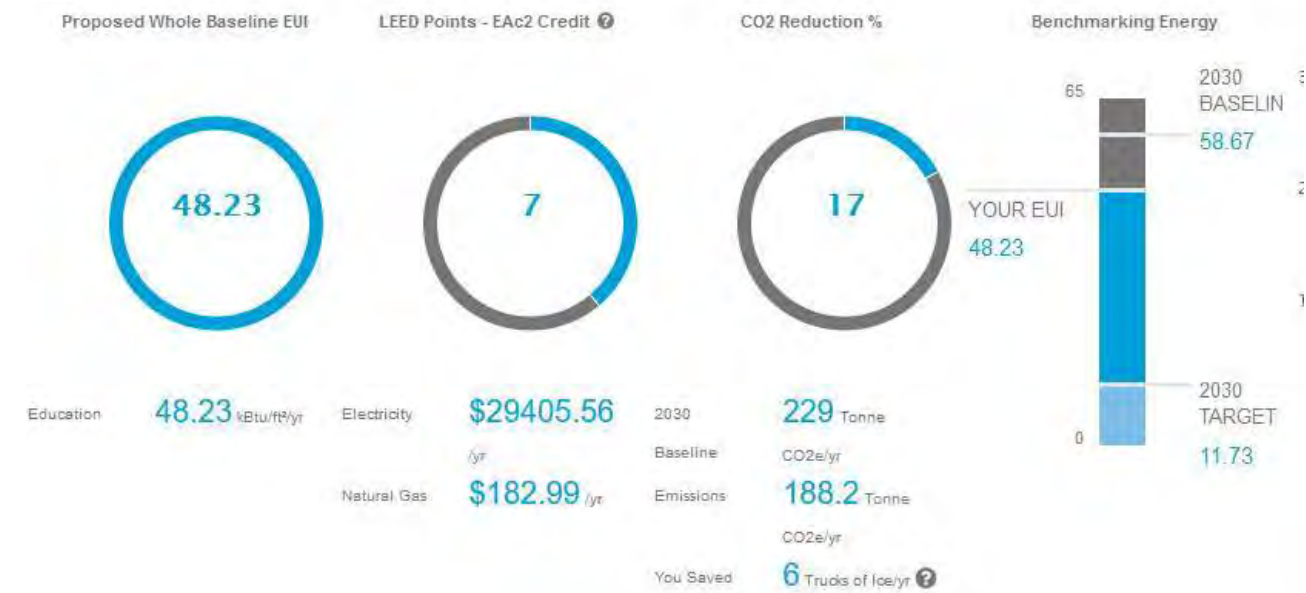 Proposed Whole Baseline EUI
48.23
Education 48.23 kBtu/ft²/yr
LEED Points - EAc2 Credit ?
7
Electricity $29405.56
/yr
Natural Gas $182.99 /yr
CO2 Reduction %
17
2030 229 Tonne
Baseline CO2e/yr
Emissions 188.2 Tonne
CO2e/yr
You Saved 6 Trucks of Ice/yr ?
Benchmarking Energy
65
2030
BASELIN
58.67
YOUR EUI
48.23
2030
TARGET
11.73
0